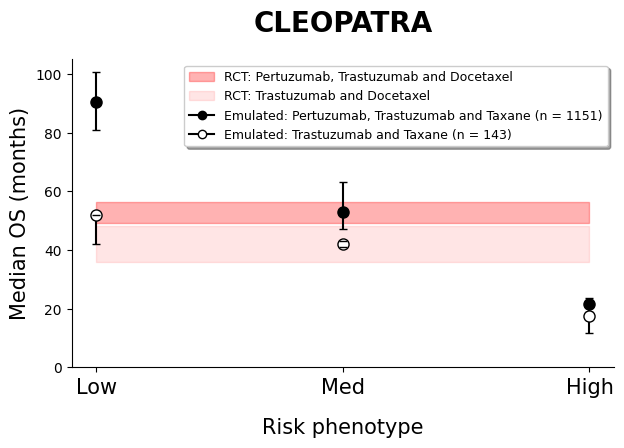 CLEOPATRA
RCT: Pertuzumab, Trastuzumab and Docetaxel
RCT: Trastuzumab and Docetaxel
Emulated: Pertuzumab, Trastuzumab and Taxane (n = 1151)
Emulated: Trastuzumab and Taxane (n = 143)
Median OS (months)
100
80
60
40
20
0
Low Med High
Risk phenotype